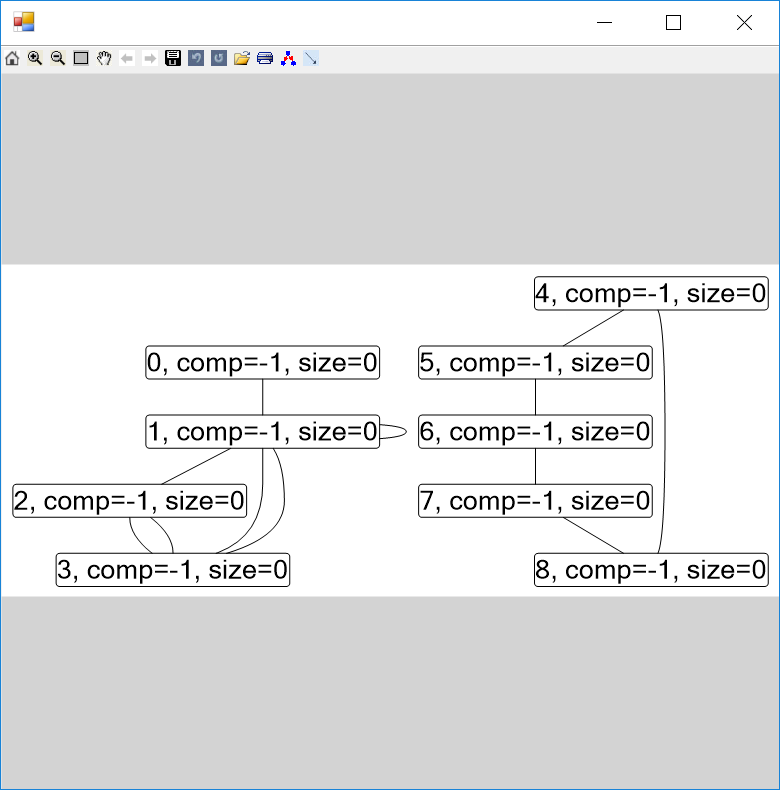 4, comp=-1, size=0
0, comp=-1, size=0
5, comp=-1, size=0
1, comp=-1, size=0
6, comp=-1, size=0
2, comp=-1, size=0
7, comp=-1, size=0
3, comp=-1, size=0
8, comp=-1, size=0